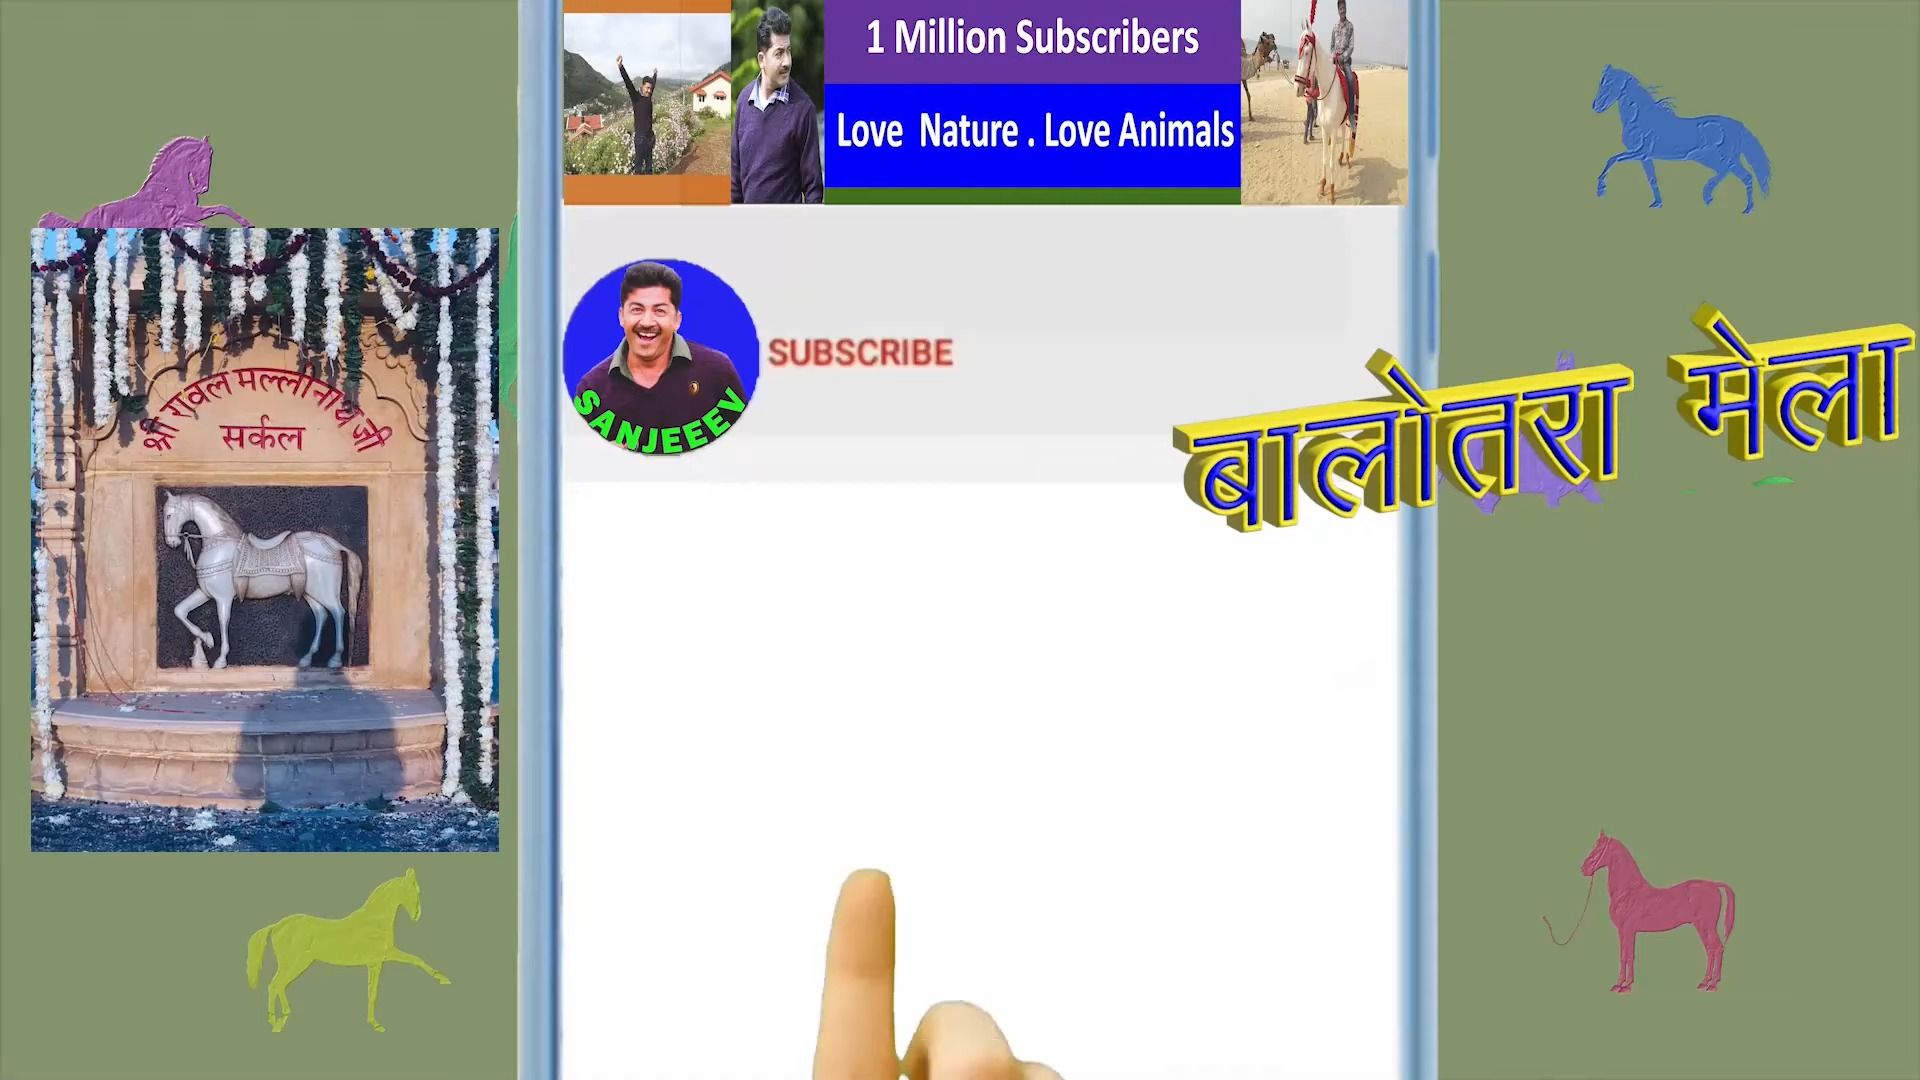 1 Million Subscribers
Love Nature . Love Animals
श्री रावल मल्लीनाथ जी
सर्कल
SANJEEEV
SUBSCRIBE
बालोतरा मेला